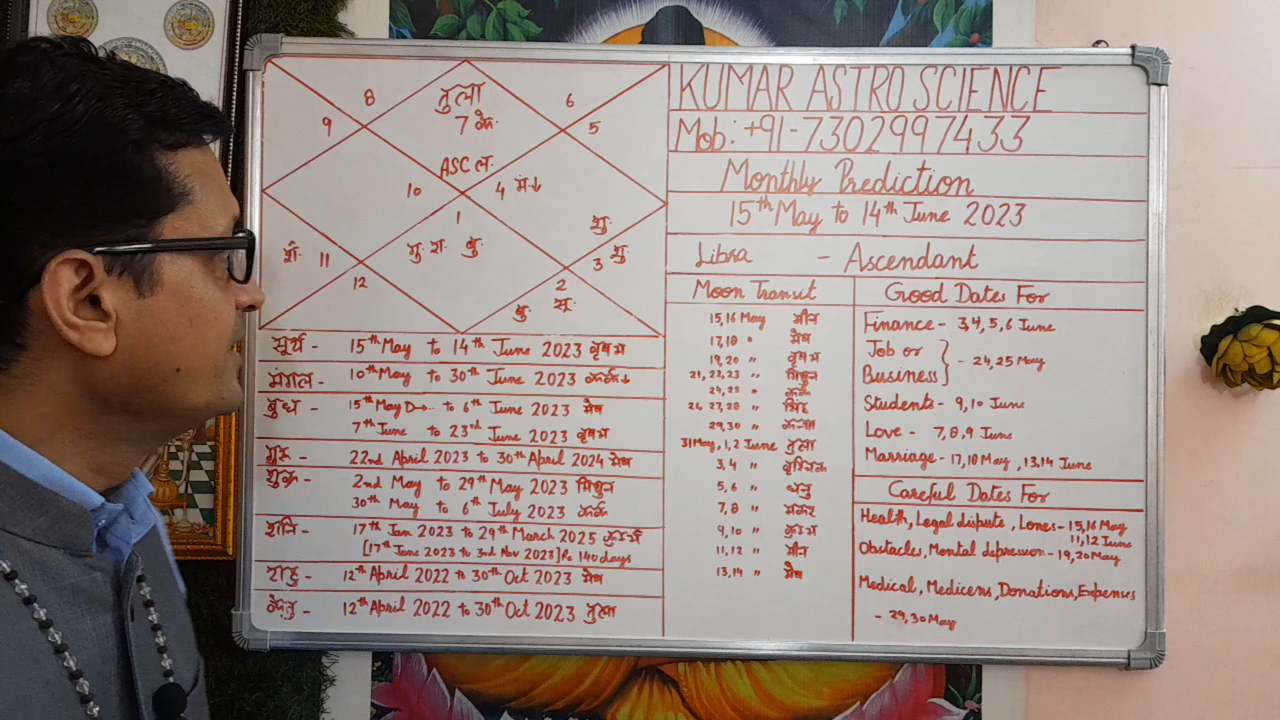 8
तुला
7 के.
6
9
5
ASC ल.
10
4 मं↓
1
गु. रा. बु.
शु.
शु.
3
श. 11
12
2
बु. सू.
सूर्य - 15th May to 14th June 2023 वृषभ
मंगल - 10th May to 30th June 2023 कर्क↓
बुध - 15th May D→.. to 6th June 2023 मेष
7th June to 23rd June 2023 वृषभ
गुरू - 22nd April 2023 to 30th April 2024 मेष
शुक्र - 2nd May to 29th May 2023 मिथुन
30th May to 6th July 2023 कर्क
शनि - 17th Jan 2023 to 29th March 2025 कुम्भ
[17th June 2023 to 3rd Nov 2023] R 140 days
राहु - 12th April 2022 to 30th Oct 2023 मेष
केतु - 12th April 2022 to 30th Oct 2023 तुला
KUMAR ASTRO SCIENCE
Mob: +91-7302997433
Monthly Prediction
15th May to 14th June 2023
Libra - Ascendant
Moon Transit
15,16 May मीन
17,18 " मेष
19,20 " वृषभ
21,22,23 " मिथुन
24,25 " कर्क
26,27,28 " सिंह
29,30 " कन्या
31 May, 1,2 June तुला
3,4 " वृश्चिक
5,6 " धनु
7,8 " मकर
9,10 " कुम्भ
11,12 " मीन
13,14 " मेष
Good Dates For
Finance - 3,4,5,6 June
Job or
Business } - 24,25 May
Students - 9,10 June
Love - 7,8,9 June
Marriage - 17,18 May, 13,14 June
Careful Dates For
Health, Legal dispute, Lones - 15,16 May
11,12 June
Obstacles, Mental depression - 19,20 May
Medical, Medicens, Donations, Expenses
- 29,30 May